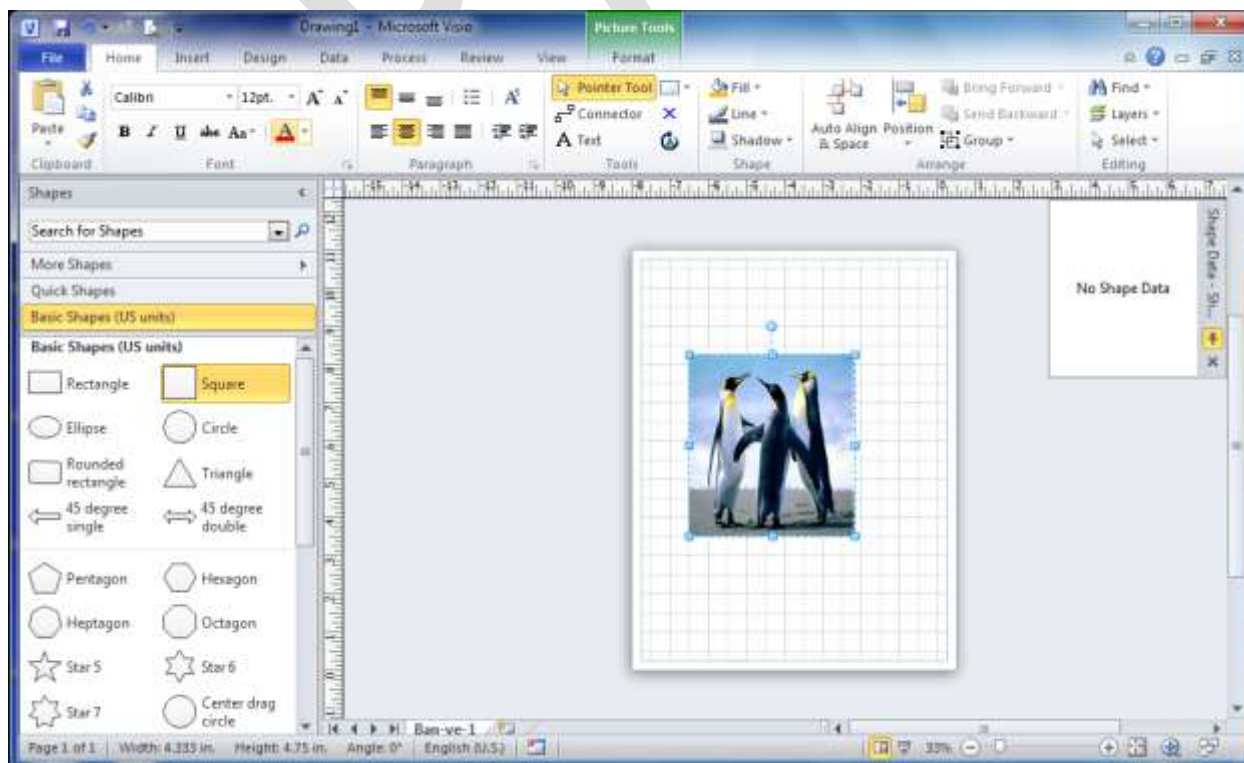 Drawing1 - Microsoft Visio
Picture Tools
File Home Insert Design Data Process Review View Format
Paste
Calibri 12pt.
B I U abe Aa A
Pointer Tool
Connector
A Text
Fill
Line
Shadow
Auto Align & Space
Position
Bring Forward
Send Backward
Group
Find
Layers
Select
Clipboard Font Paragraph Tools Shape Arrange Editing
Shapes
Search for Shapes
More Shapes
Quick Shapes
Basic Shapes (US units)
Basic Shapes (US units)
Rectangle Square
Ellipse Circle
Rounded rectangle Triangle
45 degree single 45 degree double
Pentagon Hexagon
Heptagon Octagon
Star 5 Star 6
Star 7 Center drag circle
No Shape Data
Shape Data - Sh...
Ban-ve-1
Page 1 of 1 Width: 4.333 in. Height: 4.75 in. Angle: 0° English (U.S.) 33%